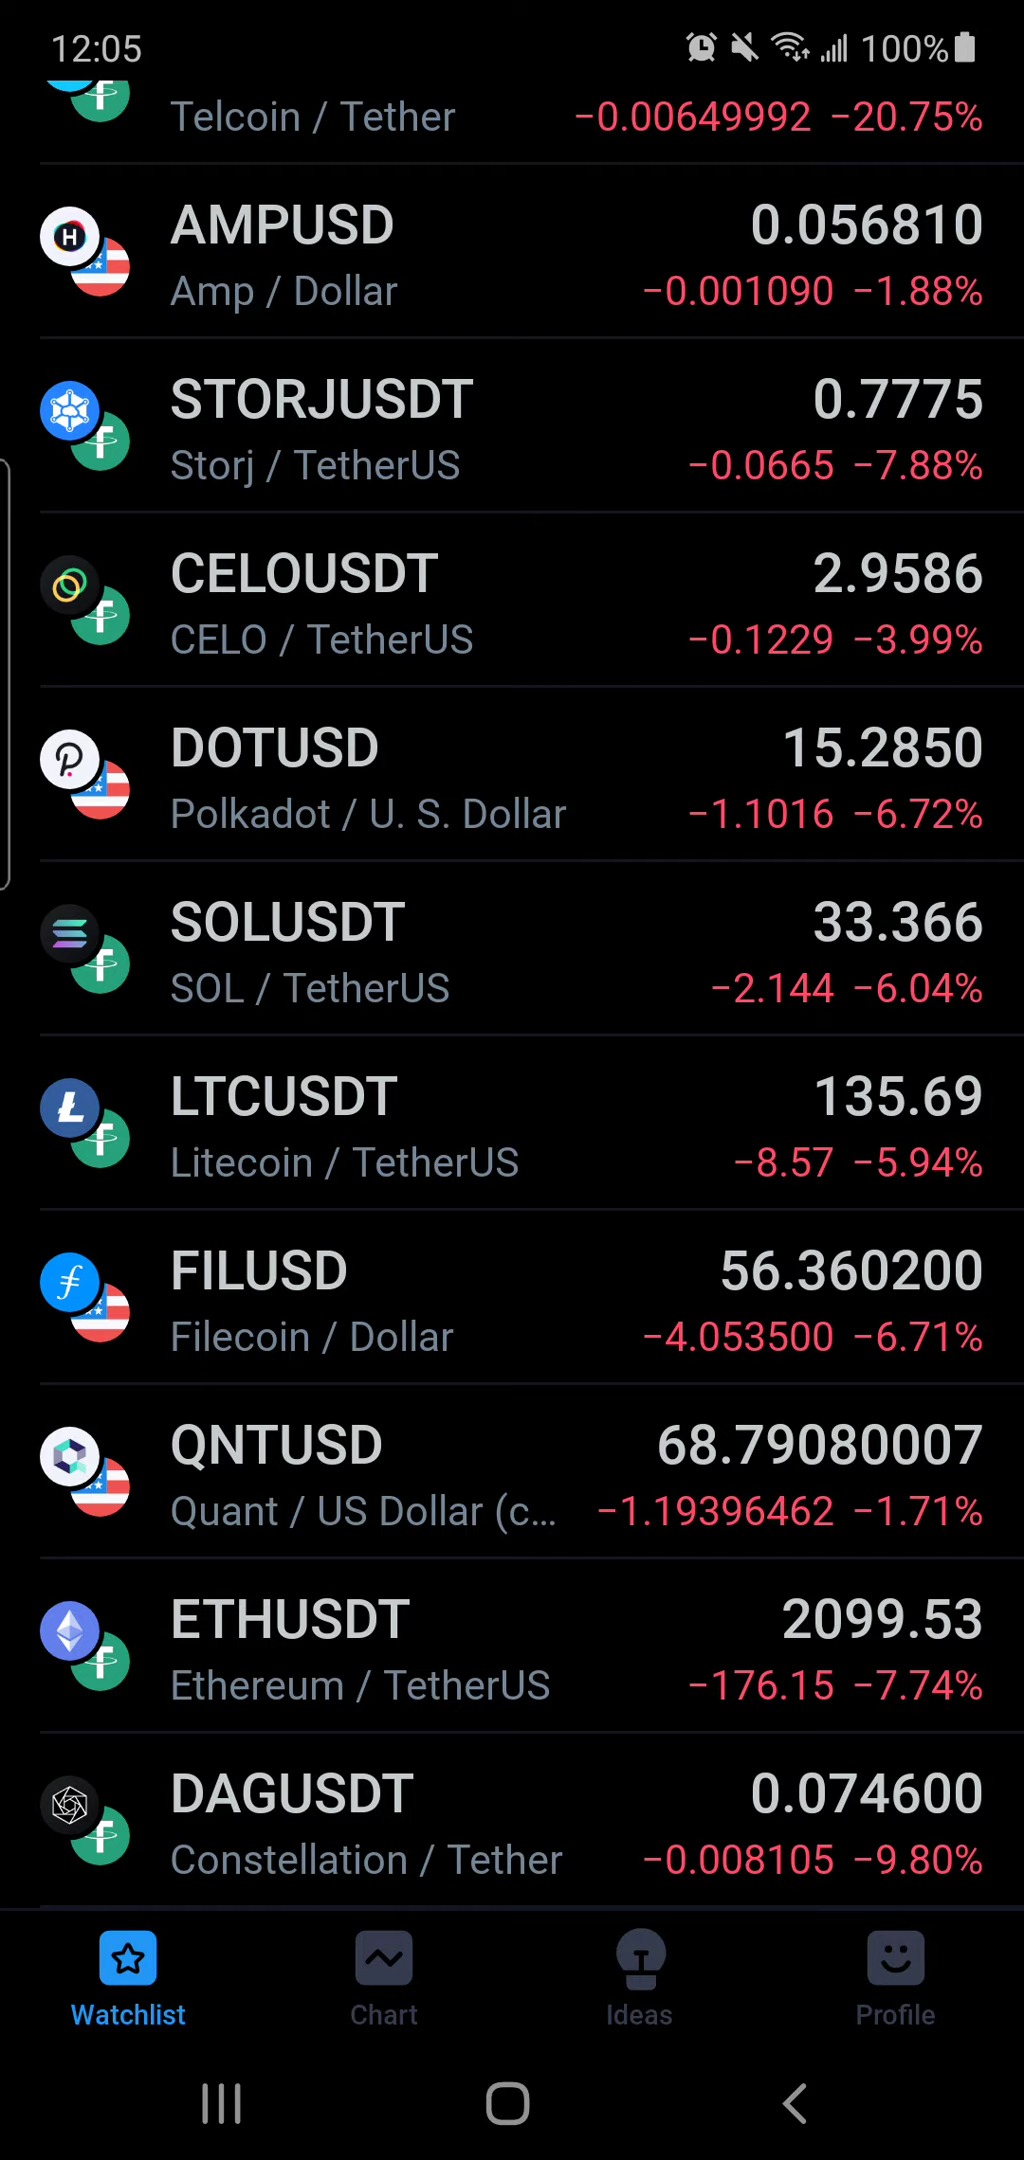 12:05 100%
Telcoin / Tether −0.00649992 −20.75%
AMPUSD 0.056810
Amp / Dollar −0.001090 −1.88%
STORJUSDT 0.7775
Storj / TetherUS −0.0665 −7.88%
CELOUSDT 2.9586
CELO / TetherUS −0.1229 −3.99%
DOTUSD 15.2850
Polkadot / U. S. Dollar −1.1016 −6.72%
SOLUSDT 33.366
SOL / TetherUS −2.144 −6.04%
LTCUSDT 135.69
Litecoin / TetherUS −8.57 −5.94%
FILUSD 56.360200
Filecoin / Dollar −4.053500 −6.71%
QNTUSD 68.79080007
Quant / US Dollar (c... −1.19396462 −1.71%
ETHUSDT 2099.53
Ethereum / TetherUS −176.15 −7.74%
DAGUSDT 0.074600
Constellation / Tether −0.008105 −9.80%
Watchlist Chart Ideas Profile